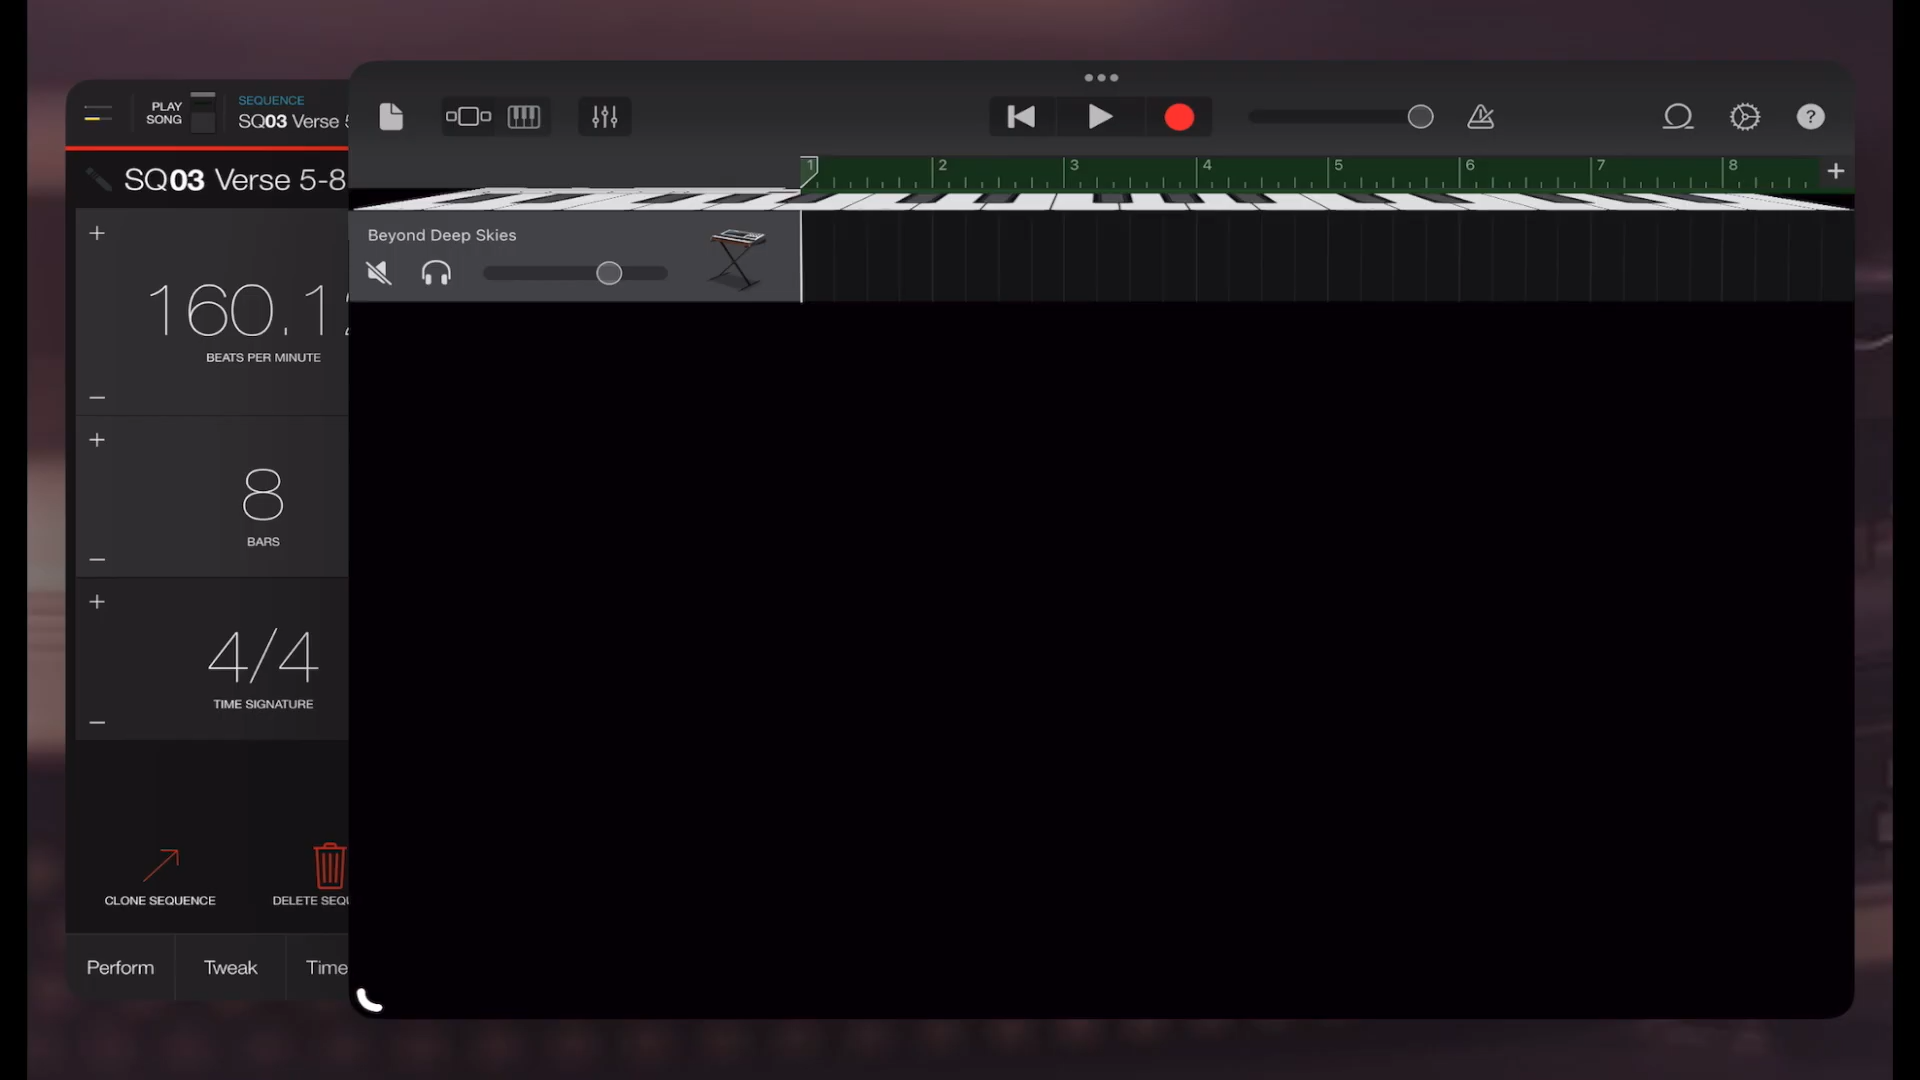 PLAY
SONG
SEQUENCE
SQ03 Verse
SQ03 Verse 5-8
160.1
BEATS PER MINUTE
8
BARS
4/4
TIME SIGNATURE
CLONE SEQUENCE
DELETE SEQU
Perform
Tweak
Time
1 2 3 4 5 6 7 8
Beyond Deep Skies